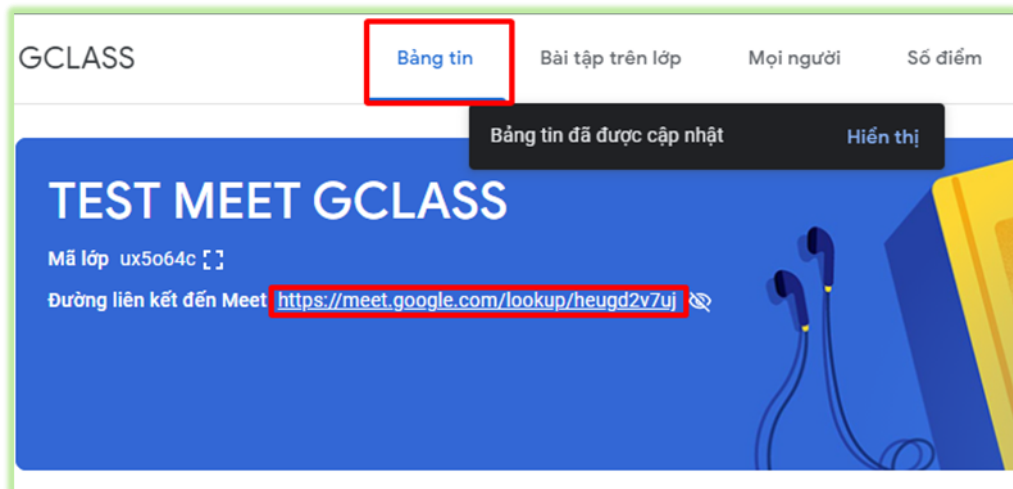 GCLASS
Bảng tin
Bài tập trên lớp
Mọi người
Số điểm
Bảng tin đã được cập nhật
Hiển thị
TEST MEET GCLASS
Mã lớp ux5o64c
Đường liên kết đến Meet https://meet.google.com/lookup/heugd2v7uj